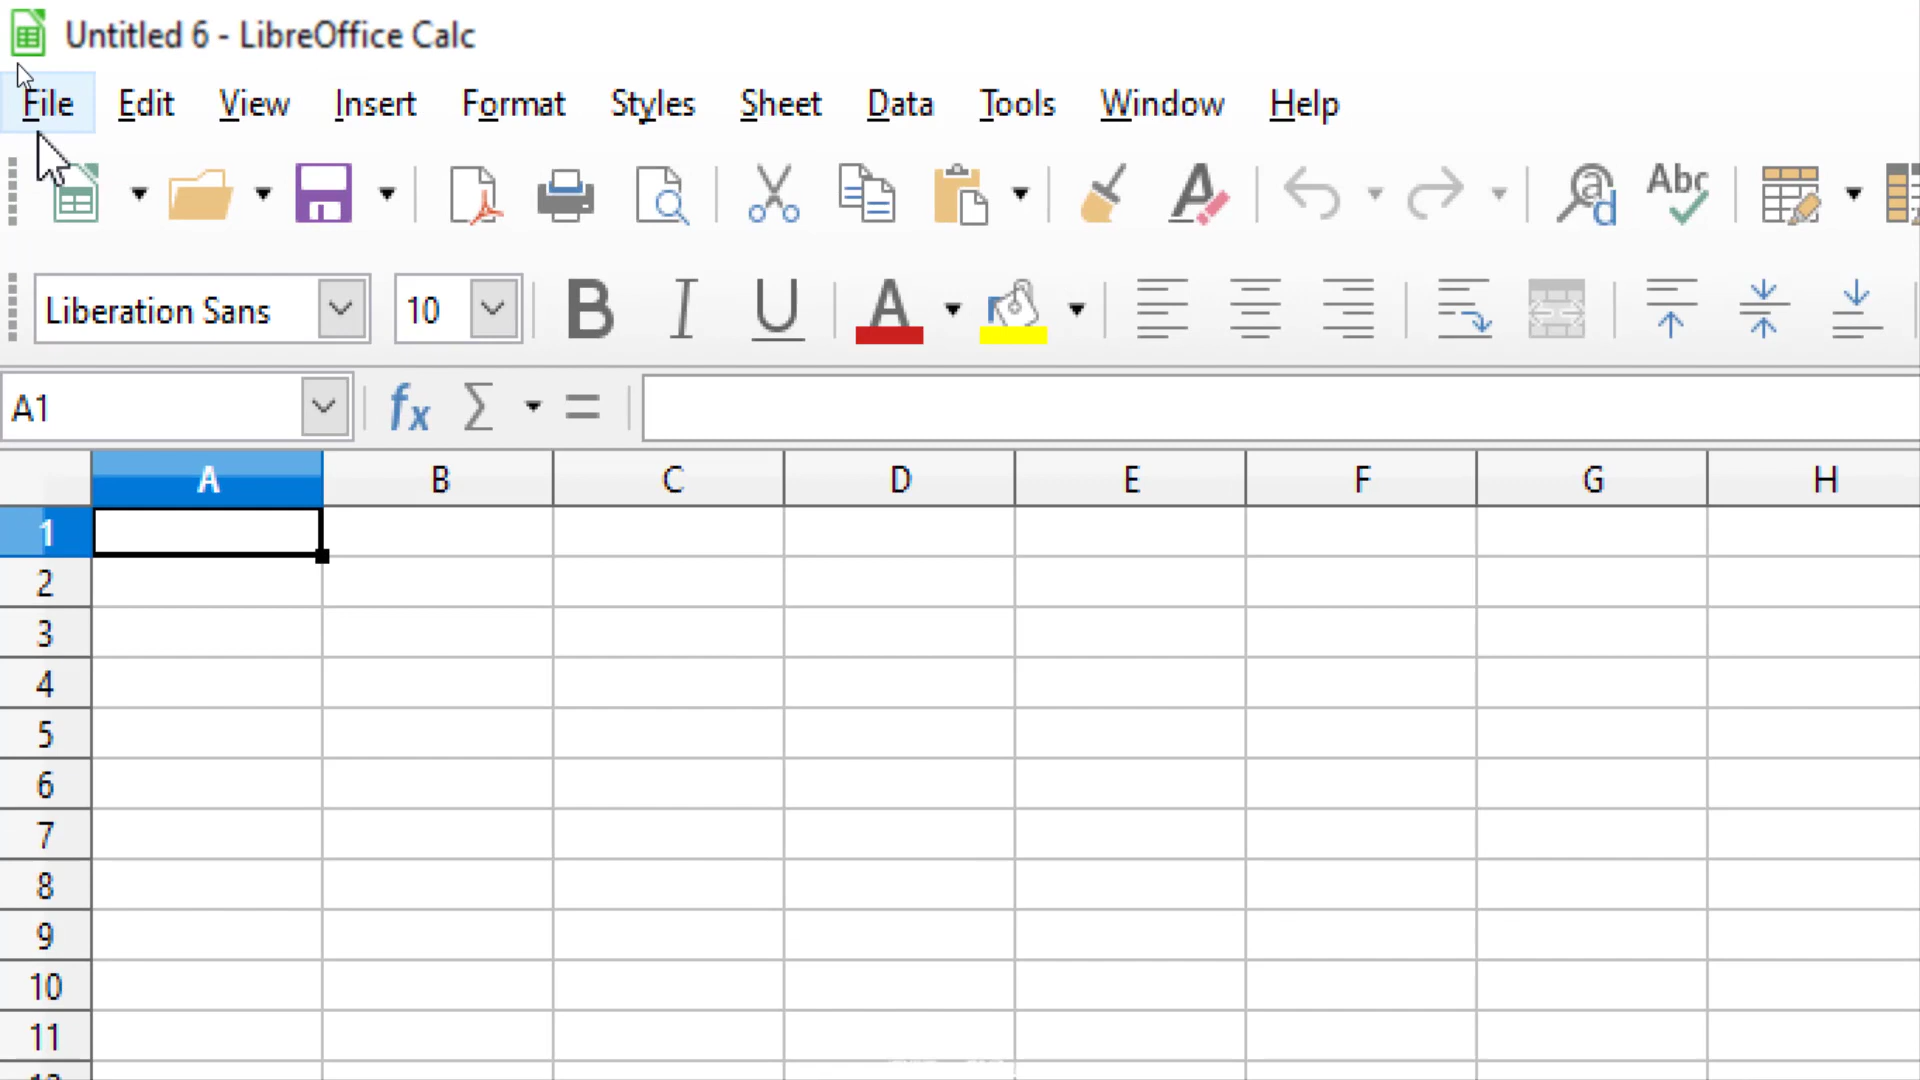 Untitled 6 - LibreOffice Calc
File Edit View Insert Format Styles Sheet Data Tools Window Help
Abc
Liberation Sans 10 B I U A
A1 fx Σ =
A B C D E F G H
1
2
3
4
5
6
7
8
9
10
11